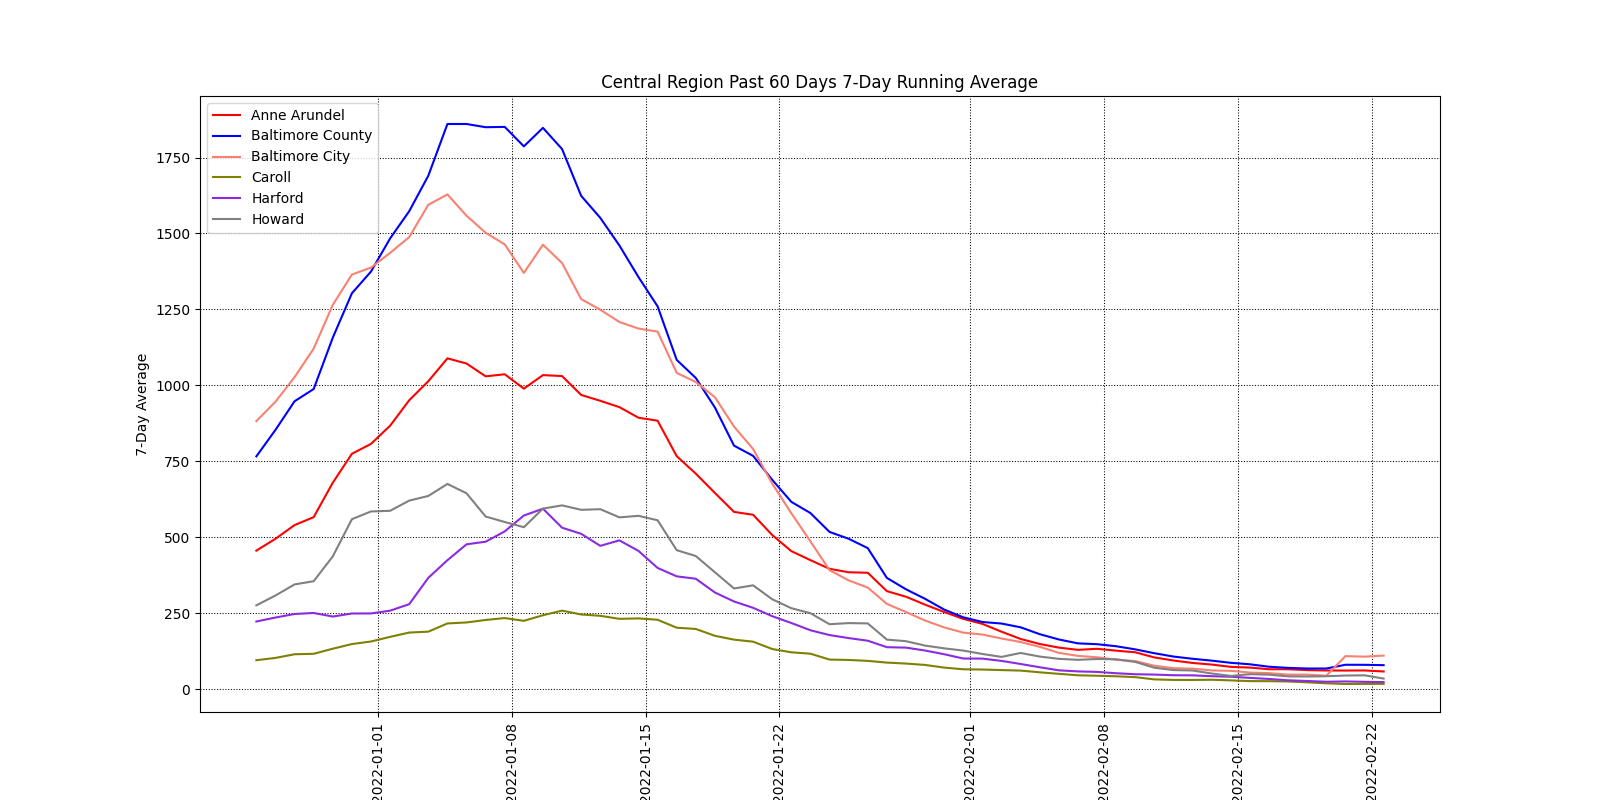 Central Region Past 60 Days 7-Day Running Average
Anne Arundel
Baltimore County
Baltimore City
Caroll
Harford
Howard
1750
1500
1250
1000
750
500
250
0
7-Day Average
2022-01-01
2022-01-08
2022-01-15
2022-01-22
2022-02-01
2022-02-08
2022-02-15
2022-02-22